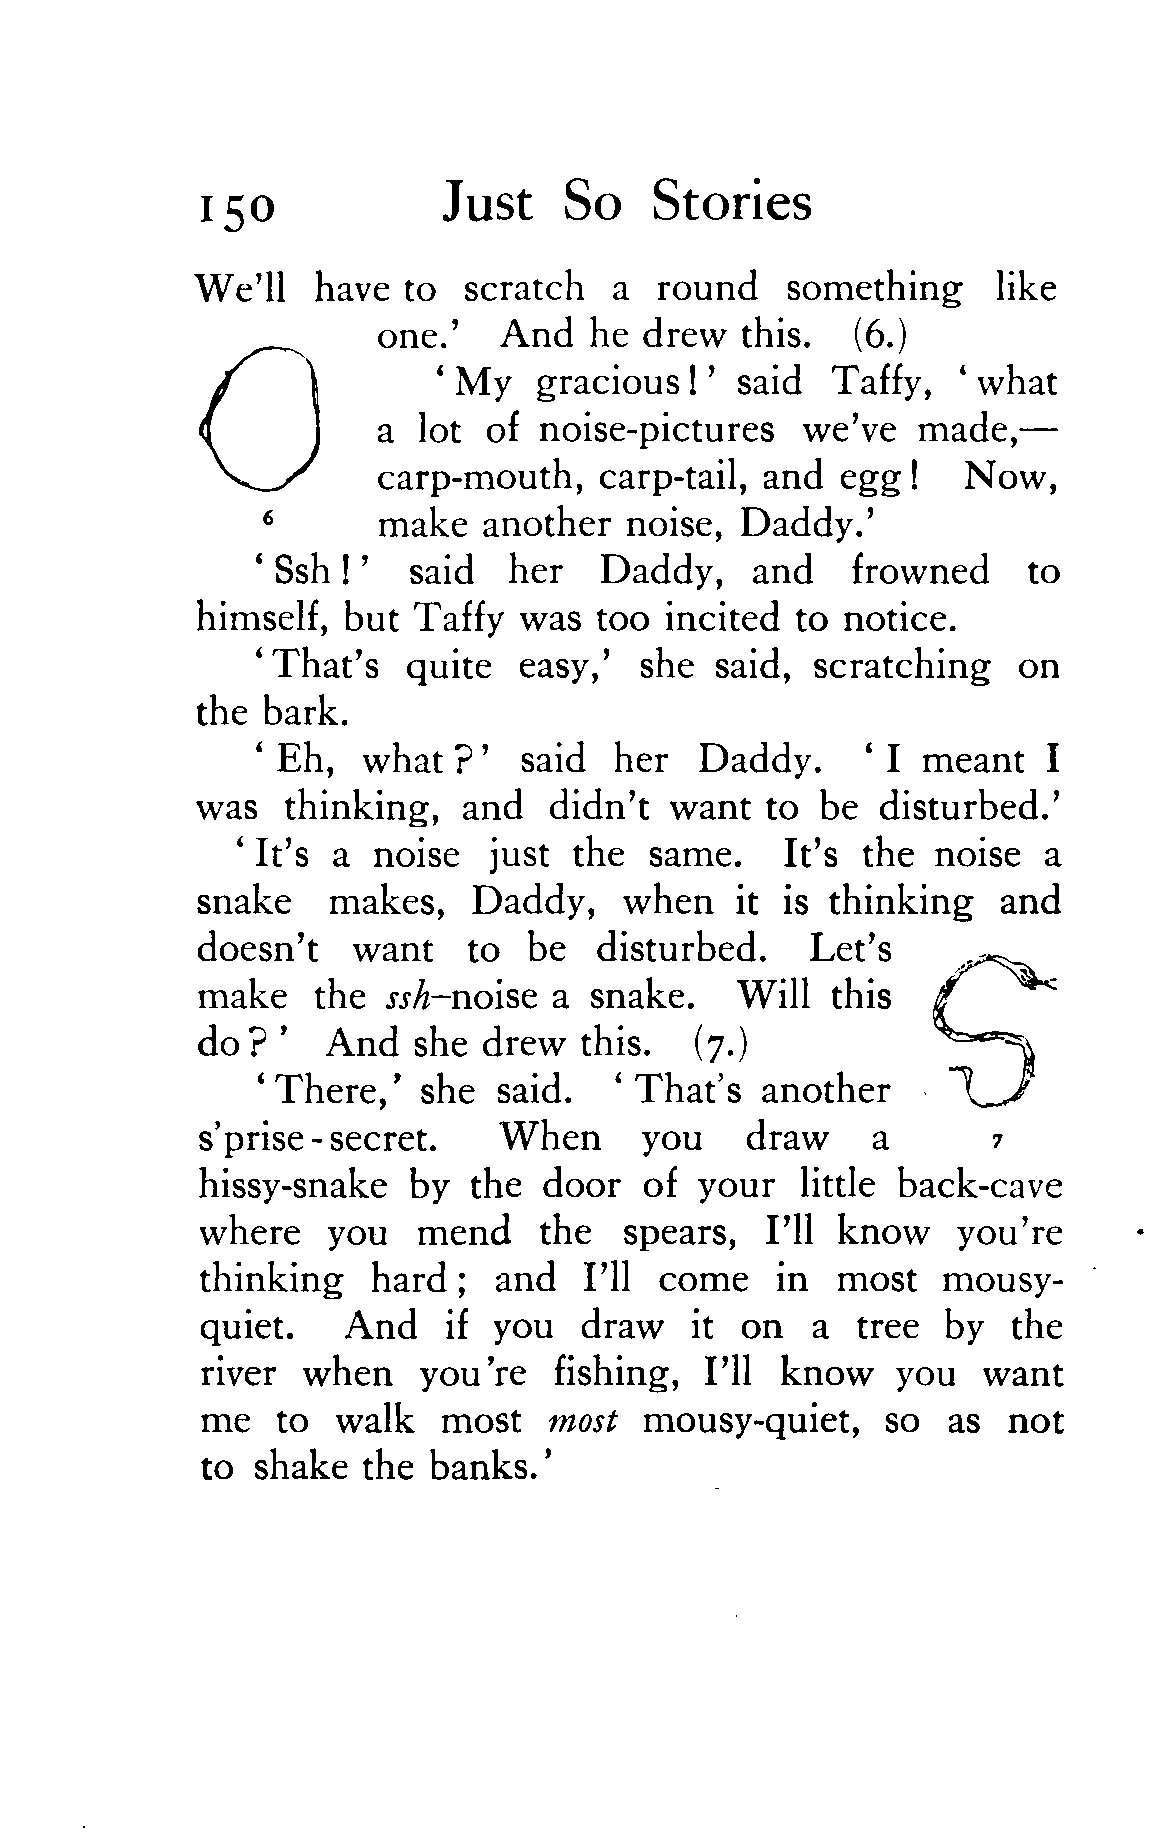 150 Just So Stories
We'll have to scratch a round something like
one.' And he drew this. (6.)
'My gracious!' said Taffy, 'what
a lot of noise-pictures we've made,—
carp-mouth, carp-tail, and egg! Now,
6
make another noise, Daddy.'
'Ssh!' said her Daddy, and frowned to
himself, but Taffy was too incited to notice.
'That's quite easy,' she said, scratching on
the bark.
'Eh, what?' said her Daddy. 'I meant I
was thinking, and didn't want to be disturbed.'
'It's a noise just the same. It's the noise a
snake makes, Daddy, when it is thinking and
doesn't want to be disturbed. Let's
make the ssh-noise a snake. Will this
do?' And she drew this. (7.)
'There,' she said. 'That's another
s'prise-secret. When you draw a
7
hissy-snake by the door of your little back-cave
where you mend the spears, I'll know you're
thinking hard; and I'll come in most mousy-
quiet. And if you draw it on a tree by the
river when you're fishing, I'll know you want
me to walk most most mousy-quiet, so as not
to shake the banks.'